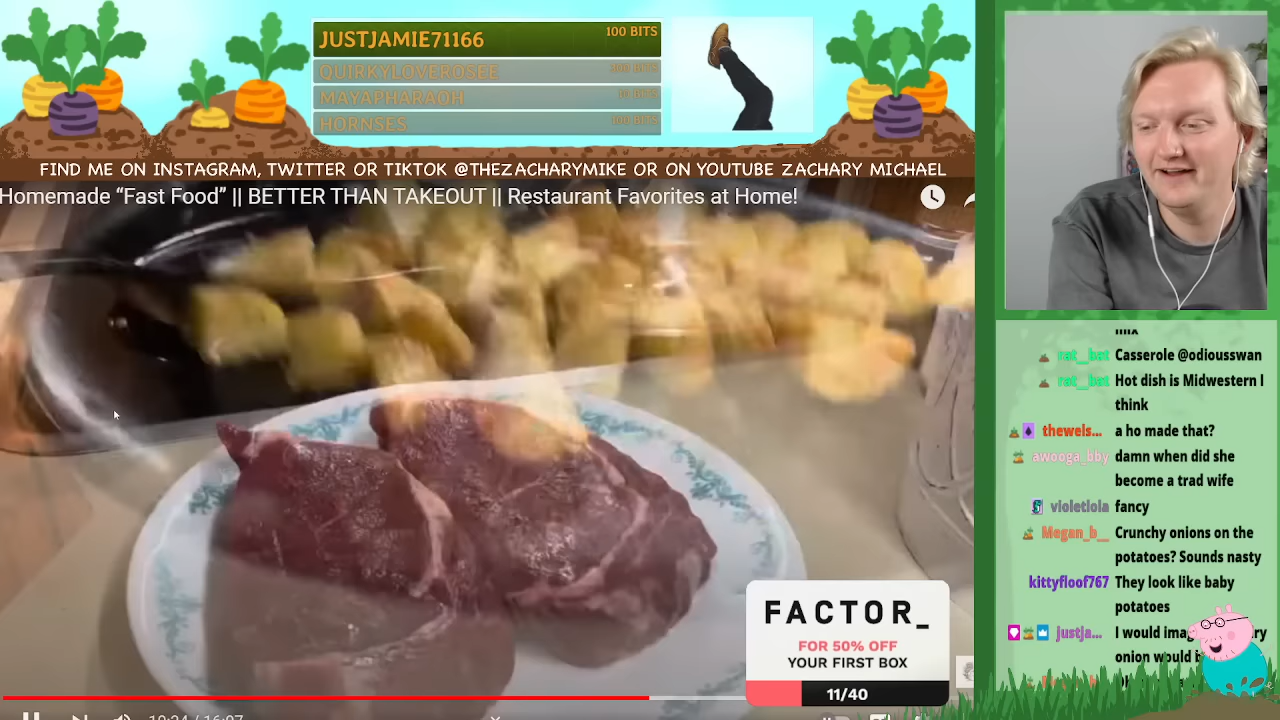 JUSTJAMIE71166 100 BITS
QUIRKYLOVEROSEE
MAYAPHARAOH
HORNSES 100 BITS
FIND ME ON INSTAGRAM, TWITTER OR TIKTOK @THEZACHARYMIKE OR ON YOUTUBE ZACHARY MICHAEL
Homemade “Fast Food” || BETTER THAN TAKEOUT || Restaurant Favorites at Home!
FACTOR_
FOR 50% OFF
YOUR FIRST BOX
11/40
mix
rat__bat Casserole @odiousswan
rat__bat Hot dish is Midwestern I
think
thewels... a ho made that?
awooga_bby damn when did she
become a trad wife
violetlola fancy
Megan_b__ Crunchy onions on the
potatoes? Sounds nasty
kittyfloof767 They look like baby
potatoes
justja... I would
onion would